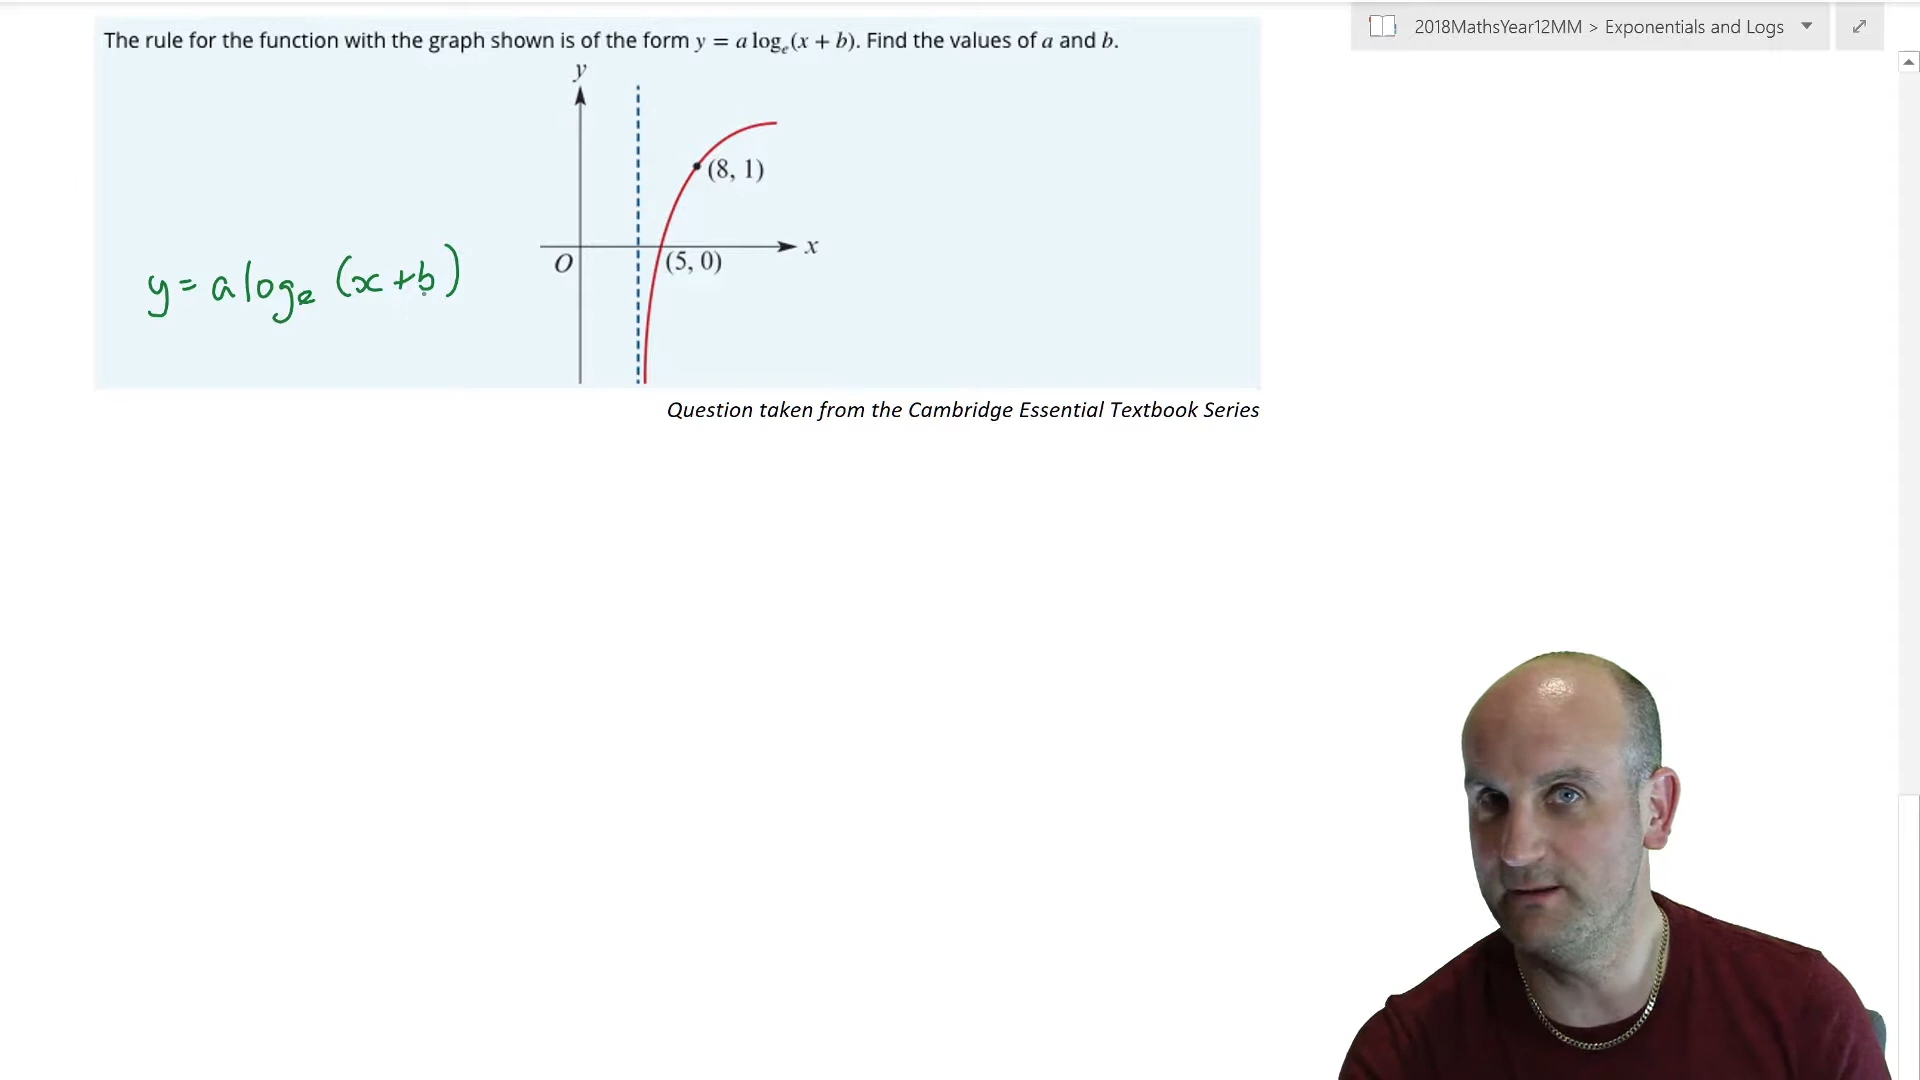 2018MathsYear12MM > Exponentials and Logs
The rule for the function with the graph shown is of the form y = a logₑ(x + b). Find the values of a and b.
y
(8, 1)
x
O
(5, 0)
y = a logₑ (x + b)
Question taken from the Cambridge Essential Textbook Series